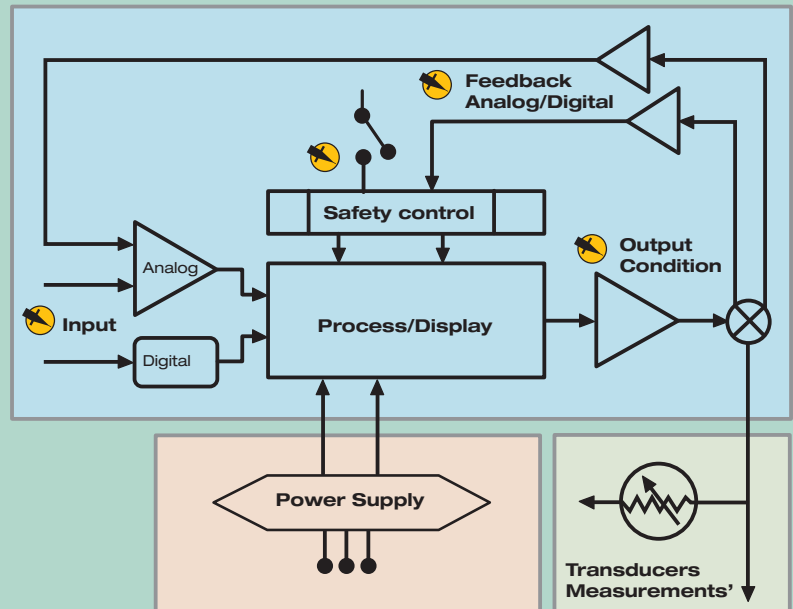 Feedback
Analog/Digital
Safety control
Output
Condition
Analog
Input
Process/Display
Digital
Power Supply
Transducers
Measurements'